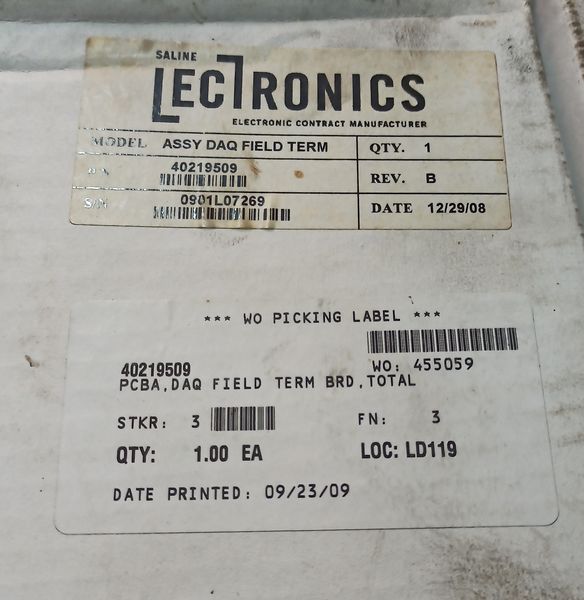 SALINE
LECTRONICS
ELECTRONIC CONTRACT MANUFACTURER
MODEL ASSY DAQ FIELD TERM QTY. 1
P/N 40219509 REV. B
S/N 0901L07269 DATE 12/29/08
*** WO PICKING LABEL ***
40219509 WO: 455059
PCBA,DAQ FIELD TERM BRD,TOTAL
STKR: 3 FN: 3
QTY: 1.00 EA LOC: LD119
DATE PRINTED: 09/23/09